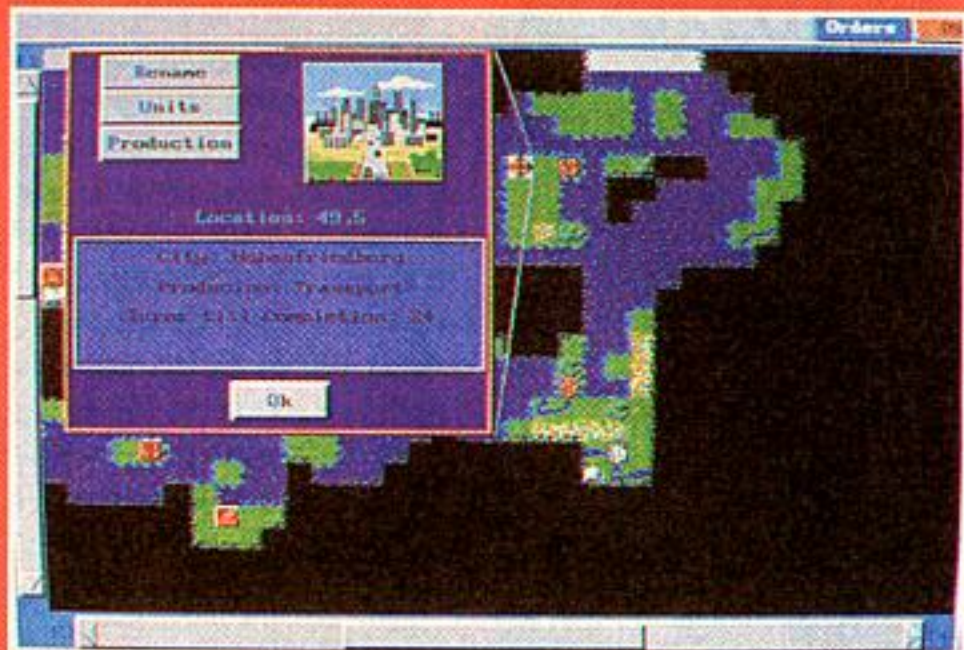 Orders
Rename
Units
Production
Location: 49,5
City:
Production: Transport
Turns till completion: 24
Ok